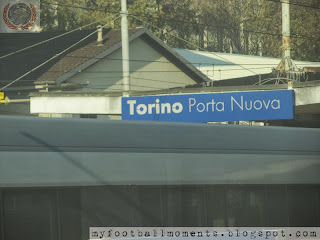 Torino Porta Nuova
myfootballmoments.blogspot.com